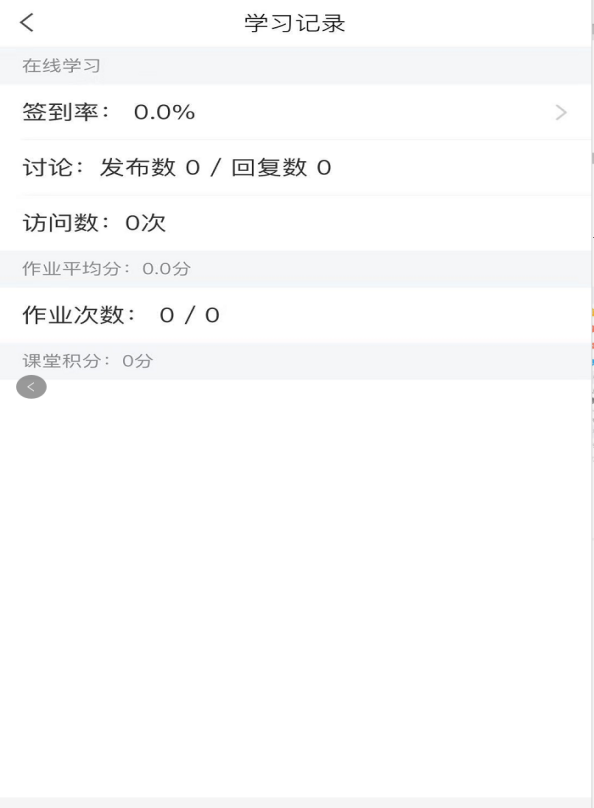 学习记录
在线学习
签到率： 0.0%
讨论：发布数 0 / 回复数 0
访问数：0次
作业平均分：0.0分
作业次数： 0 / 0
课堂积分：0分